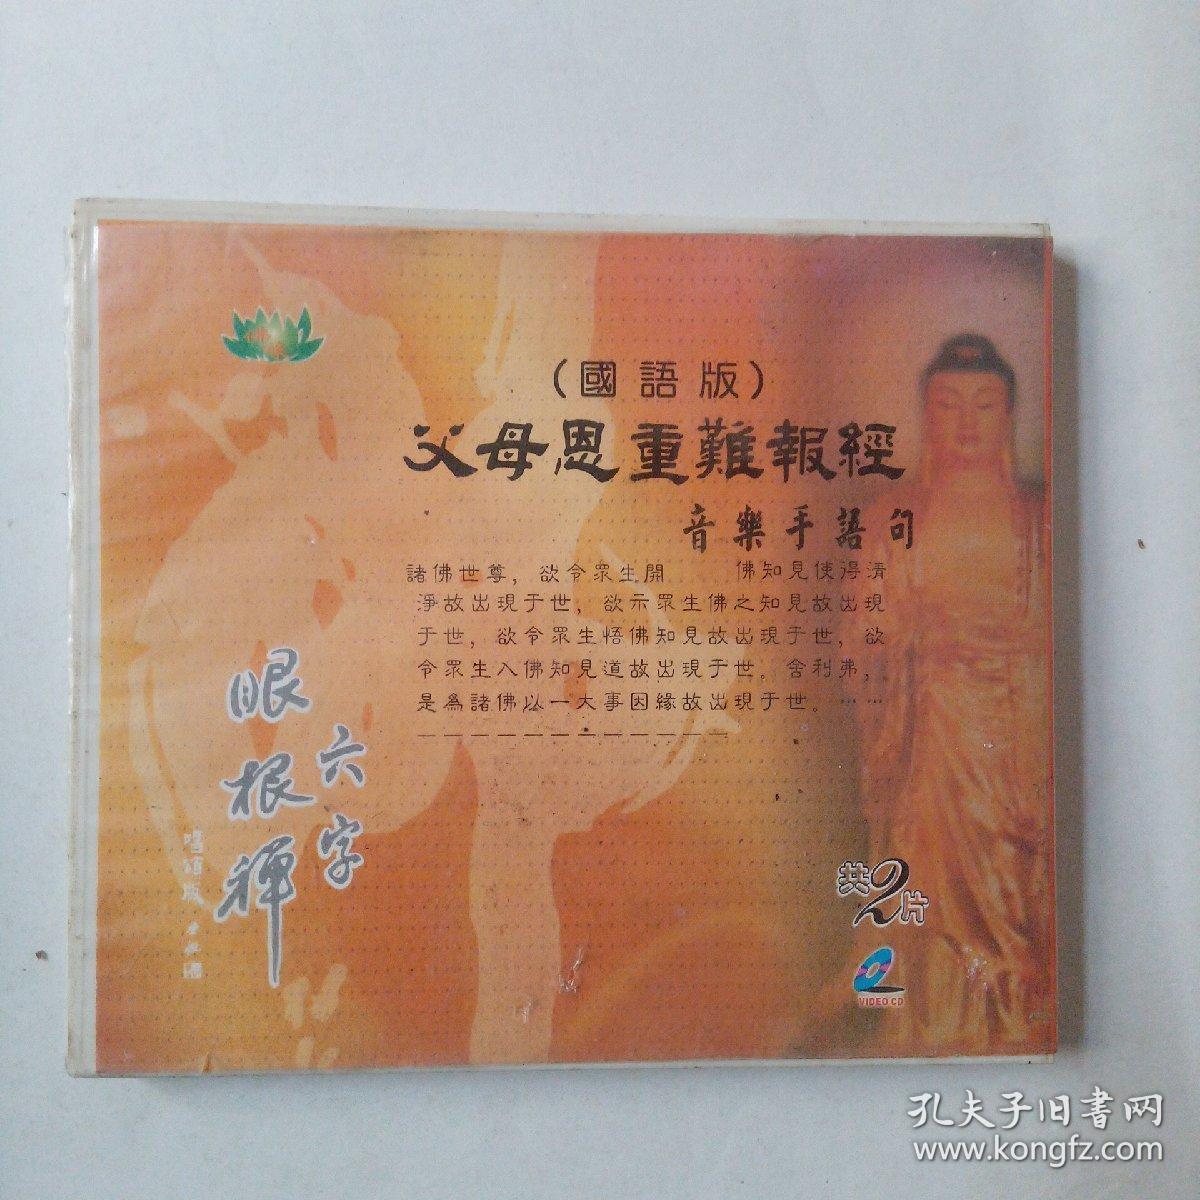 （國語版）
父母恩重難報經
音樂手語句
諸佛世尊，欲令眾生開　　佛知見使得清
淨故出現于世，欲示眾生佛之知見故出現
于世，欲令眾生悟佛知見故出現于世，欲
令眾生入佛知見道故出現于世。舍利弗，
是為諸佛以一大事因緣故出現于世。……
六字
眼根禪
共2片
VIDEO CD
孔夫子旧書网
www.kongfz.com